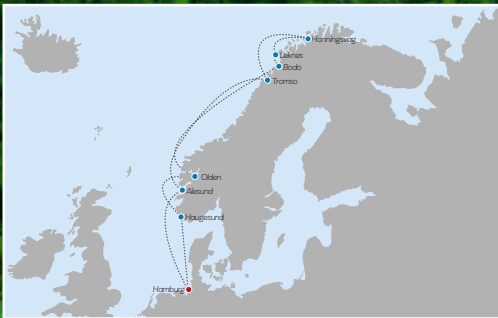 Honningsvag
Leknes
Bodo
Tromso
Olden
Alesund
Haugesund
Hamburg